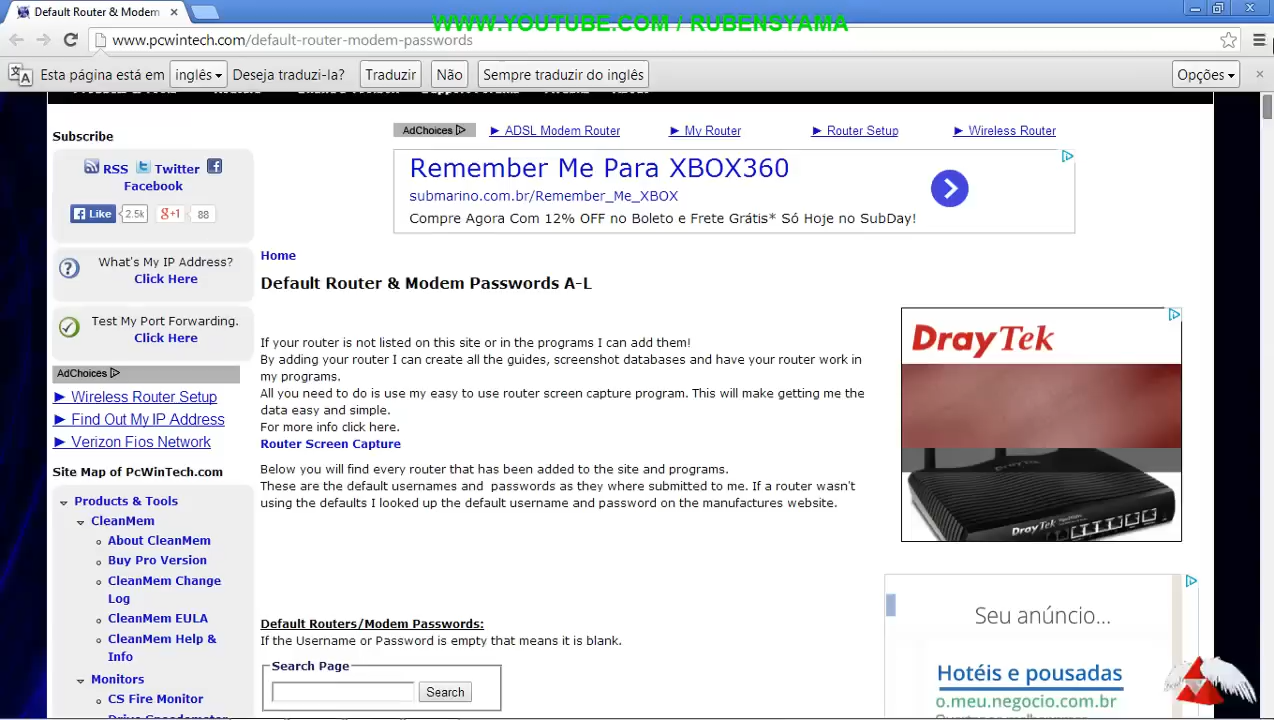 Default Router & Modem
WWW.YOUTUBE.COM / RUBENSYAMA
www.pcwintech.com/default-router-modem-passwords
Esta página está em inglês Deseja traduzi-la? Traduzir Não Sempre traduzir do inglês Opções
AdChoices ADSL Modem Router My Router Router Setup Wireless Router
Subscribe
RSS Twitter
Facebook
Like 2.5k +1 88
Remember Me Para XBOX360
submarino.com.br/Remember_Me_XBOX
Compre Agora Com 12% OFF no Boleto e Frete Grátis* Só Hoje no SubDay!
What's My IP Address?
Click Here
Test My Port Forwarding.
Click Here
AdChoices
Wireless Router Setup
Find Out My IP Address
Verizon Fios Network
Site Map of PcWinTech.com
Products & Tools
CleanMem
About CleanMem
Buy Pro Version
CleanMem Change
Log
CleanMem EULA
CleanMem Help &
Info
Monitors
CS Fire Monitor
Home
Default Router & Modem Passwords A-L
If your router is not listed on this site or in the programs I can add them!
By adding your router I can create all the guides, screenshot databases and have your router work in
my programs.
All you need to do is use my easy to use router screen capture program. This will make getting me the
data easy and simple.
For more info click here.
Router Screen Capture
Below you will find every router that has been added to the site and programs.
These are the default usernames and passwords as they where submitted to me. If a router wasn't
using the defaults I looked up the default username and password on the manufactures website.
Default Routers/Modem Passwords:
If the Username or Password is empty that means it is blank.
Search Page
Search
DrayTek
DrayTek
Seu anúncio...
Hotéis e pousadas
o.meu.negocio.com.br